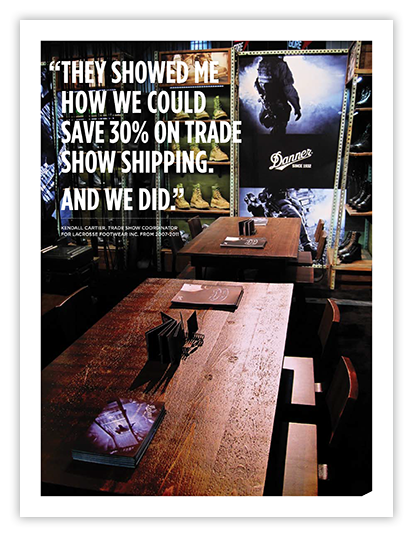 “THEY SHOWED ME
HOW WE COULD
SAVE 30% ON TRADE
SHOW SHIPPING.
AND WE DID.”
KENDALL CARTIER, TRADE SHOW COORDINATOR
FOR LACROSSE FOOTWEAR INC. FROM 2007-2011
Danner
SINCE 1932